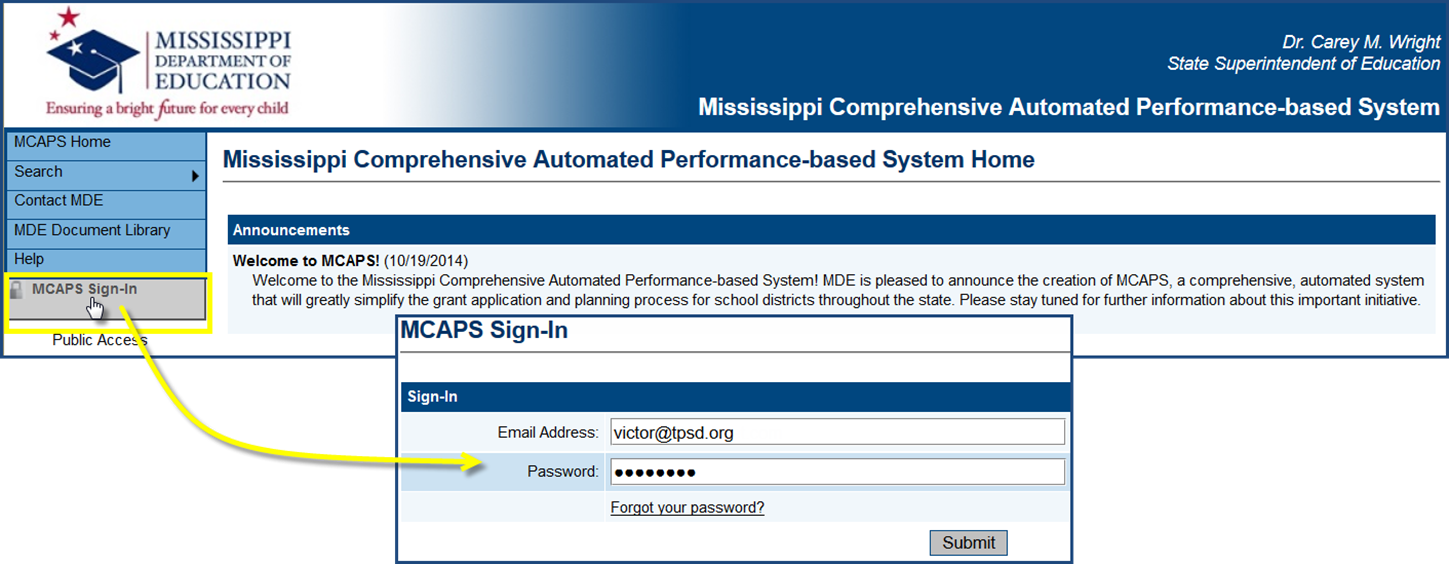 MISSISSIPPI
DEPARTMENT OF
EDUCATION
Ensuring a bright future for every child
Dr. Carey M. Wright
State Superintendent of Education
Mississippi Comprehensive Automated Performance-based System
MCAPS Home
Search
Contact MDE
MDE Document Library
Help
MCAPS Sign-In
Public Access
Mississippi Comprehensive Automated Performance-based System Home
Announcements
Welcome to MCAPS! (10/19/2014)
Welcome to the Mississippi Comprehensive Automated Performance-based System! MDE is pleased to announce the creation of MCAPS, a comprehensive, automated system
that will greatly simplify the grant application and planning process for school districts throughout the state. Please stay tuned for further information about this important initiative.
MCAPS Sign-In
Sign-In
Email Address: victor@tpsd.org
Password: ●●●●●●●●
Forgot your password?
Submit